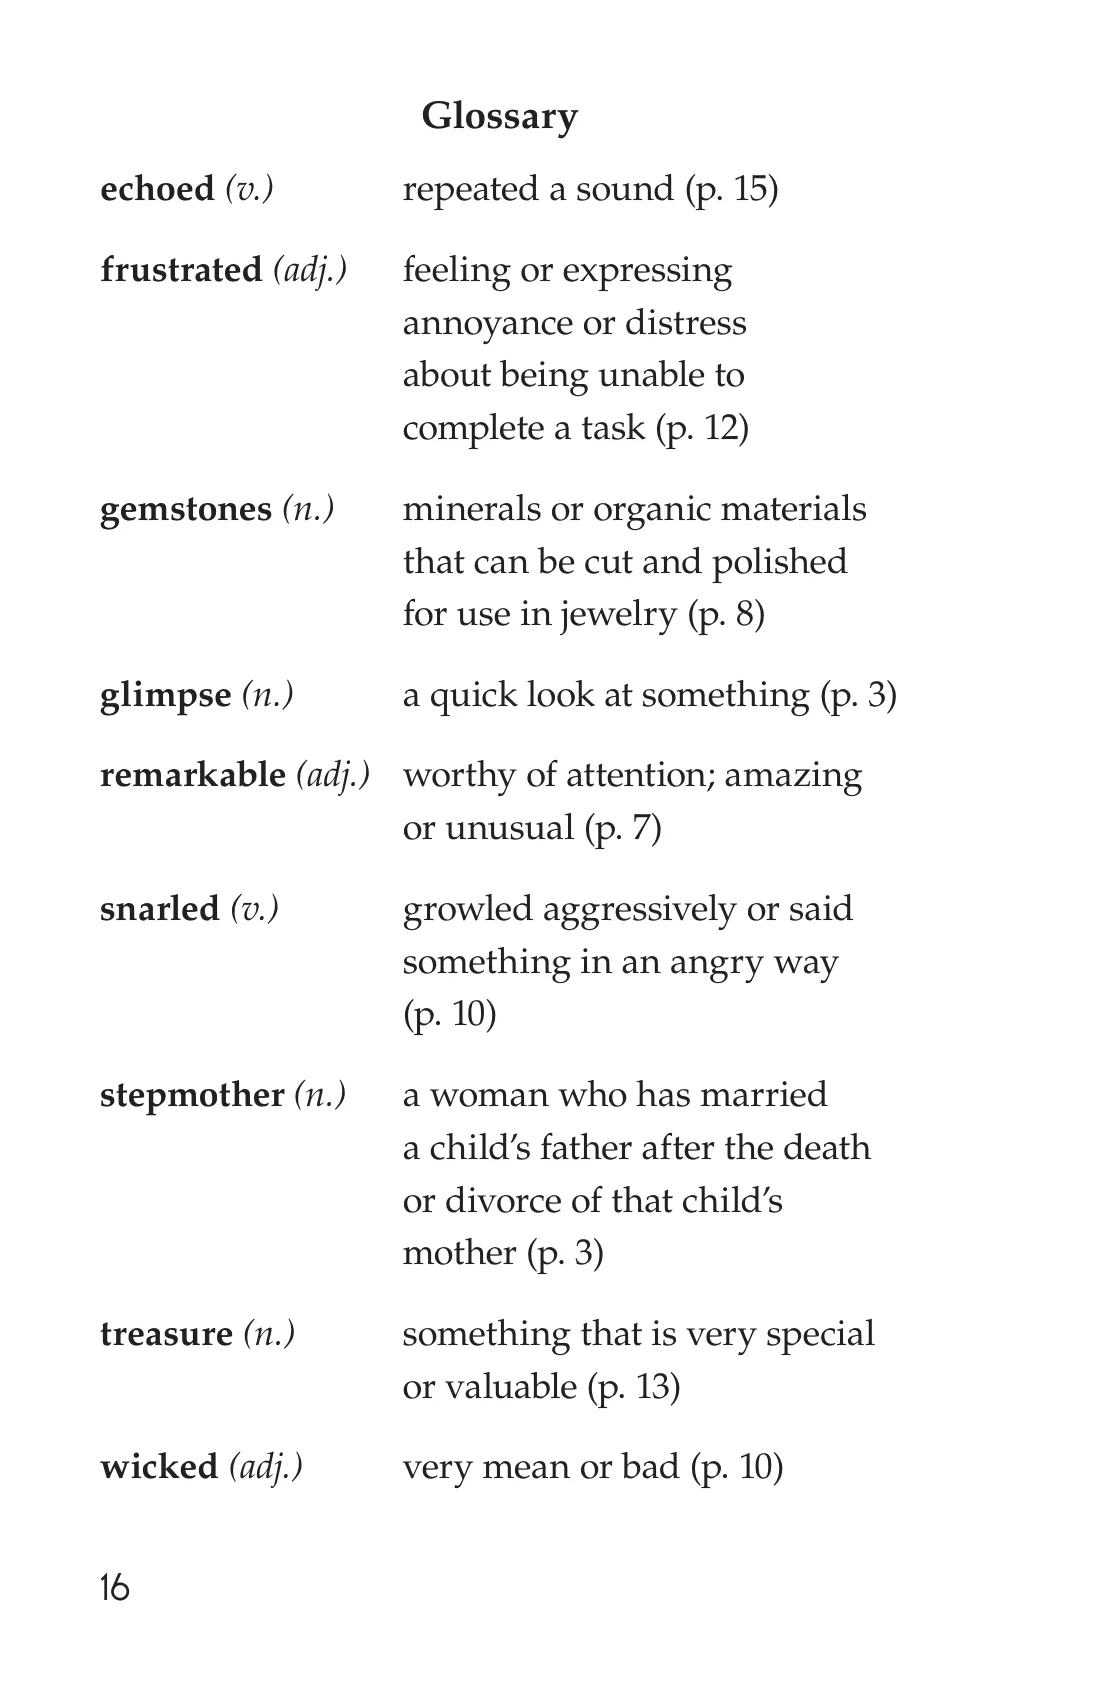 Glossary
echoed (v.) repeated a sound (p. 15)
frustrated (adj.) feeling or expressing
annoyance or distress
about being unable to
complete a task (p. 12)
gemstones (n.) minerals or organic materials
that can be cut and polished
for use in jewelry (p. 8)
glimpse (n.) a quick look at something (p. 3)
remarkable (adj.) worthy of attention; amazing
or unusual (p. 7)
snarled (v.) growled aggressively or said
something in an angry way
(p. 10)
stepmother (n.) a woman who has married
a child’s father after the death
or divorce of that child’s
mother (p. 3)
treasure (n.) something that is very special
or valuable (p. 13)
wicked (adj.) very mean or bad (p. 10)
16